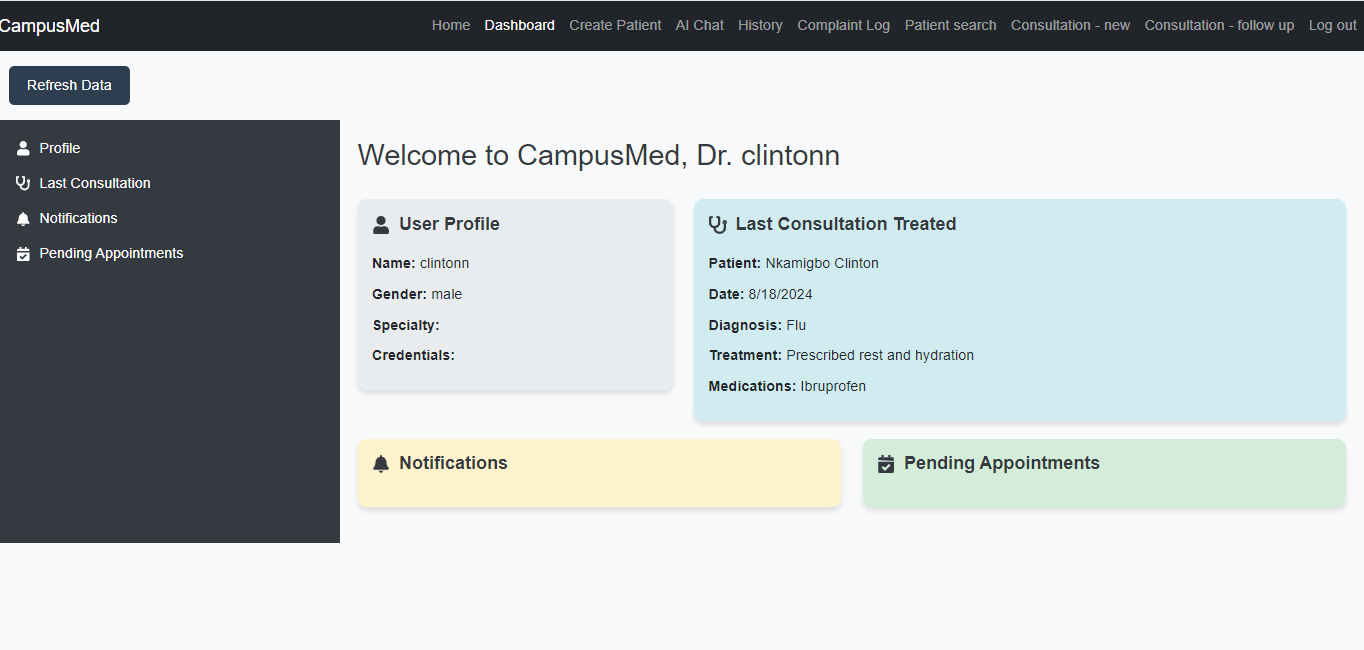 CampusMed
Home Dashboard Create Patient AI Chat History Complaint Log Patient search Consultation - new Consultation - follow up Log out
Refresh Data
Profile
Last Consultation
Notifications
Pending Appointments
Welcome to CampusMed, Dr. clintonn
User Profile
Name: clintonn
Gender: male
Specialty:
Credentials:
Last Consultation Treated
Patient: Nkamigbo Clinton
Date: 8/18/2024
Diagnosis: Flu
Treatment: Prescribed rest and hydration
Medications: Ibruprofen
Notifications
Pending Appointments